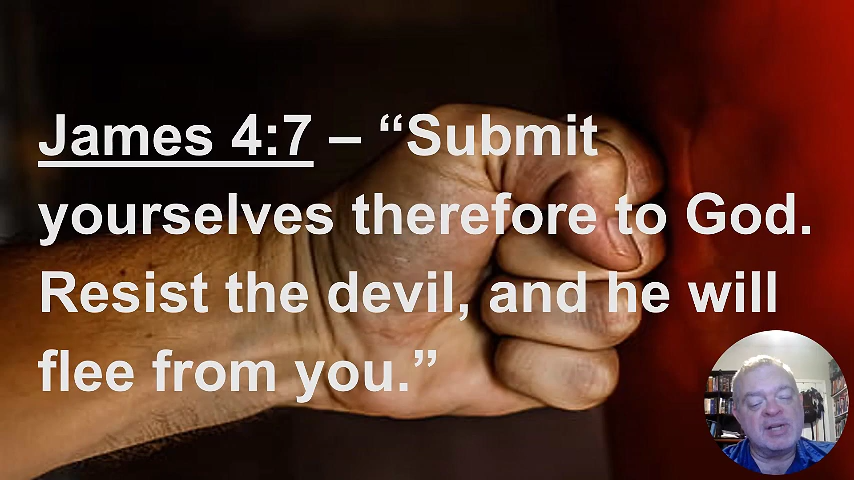 James 4:7 – “Submit
yourselves therefore to God.
Resist the devil, and he will
flee from you.”